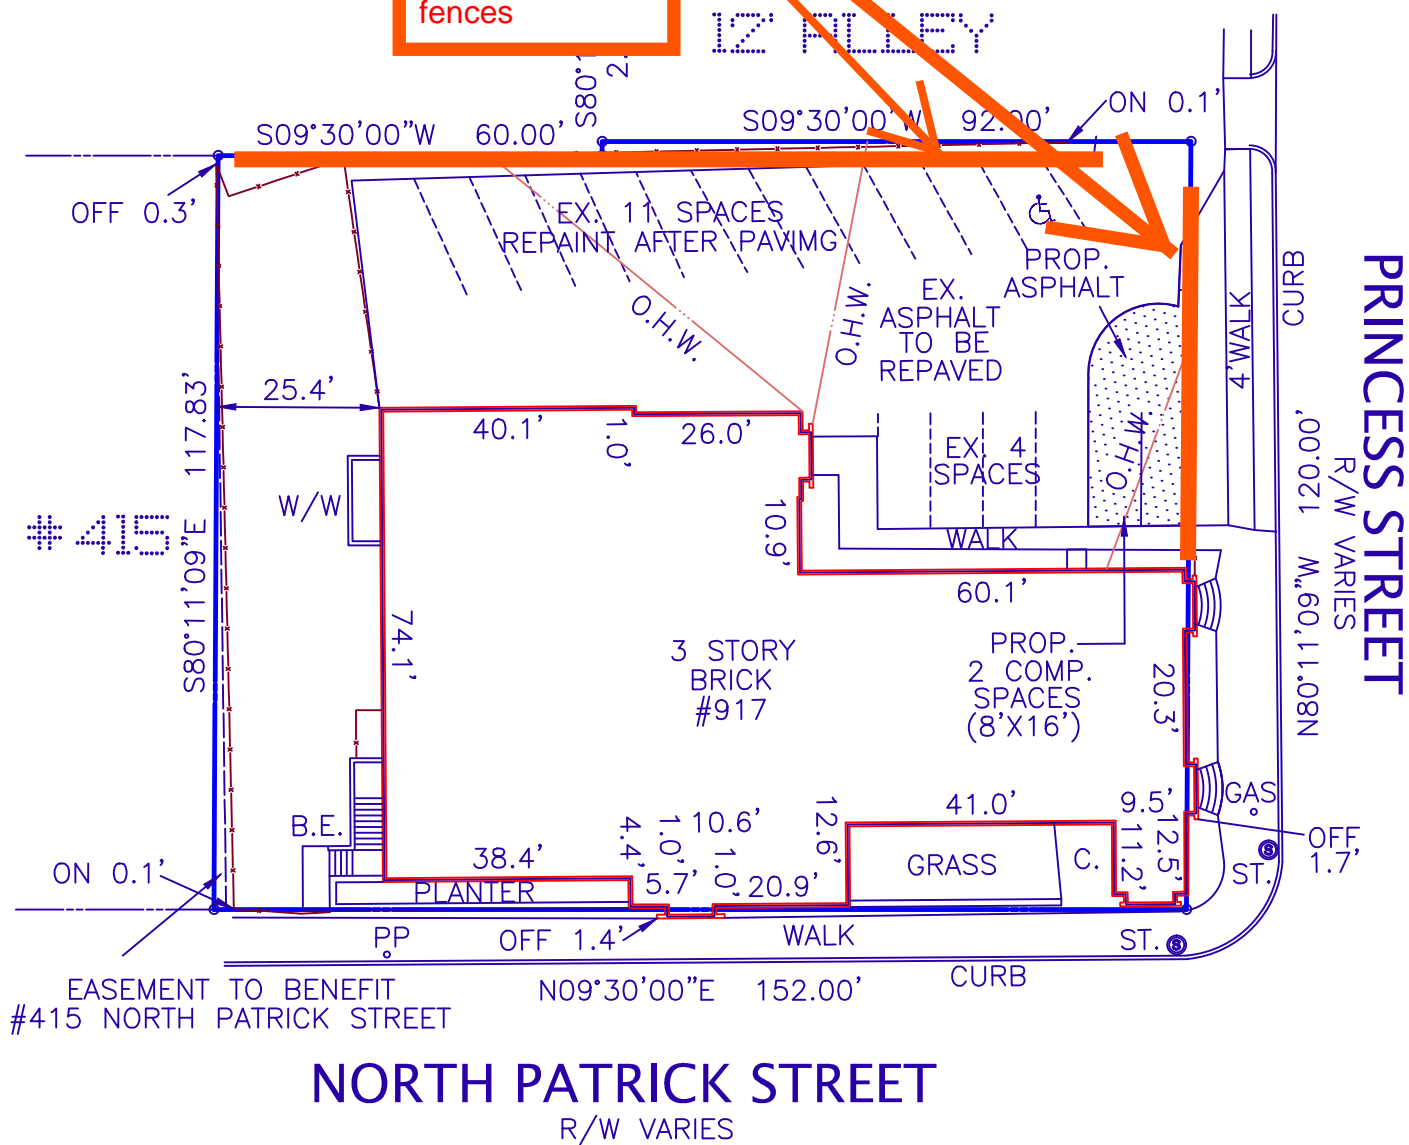 fences
12' ALLEY
S80°1
2.
ON 0.1'
S09°30'00"W 60.00'
S09°30'00"W 92.00'
OFF 0.3'
EX. 11 SPACES
REPAINT AFTER PAVIMG
PROP.
ASPHALT
EX.
ASPHALT
TO BE
REPAVED
O.H.W.
O.H.W.
O.H.W.
4'WALK
CURB
PRINCESS STREET
R/W VARIES
N80°11'09"W 120.00'
25.4'
S80°11'09"E 117.83'
40.1'
1.0'
26.0'
EX. 4
SPACES
W/W
10.9'
WALK
#415
60.1'
74.1'
3 STORY
BRICK
#917
PROP.
2 COMP.
SPACES
(8'X16')
20.3'
GAS
B.E.
38.4'
4.4'
1.0'
10.6'
5.7'
1.0'
20.9'
12.6'
41.0'
9.5'
11.2'
12.5'
OFF
1.7'
GRASS
C.
ST.
ON 0.1'
PLANTER
PP
OFF 1.4'
WALK
ST.
S
S
CURB
EASEMENT TO BENEFIT
#415 NORTH PATRICK STREET
N09°30'00"E 152.00'
NORTH PATRICK STREET
R/W VARIES